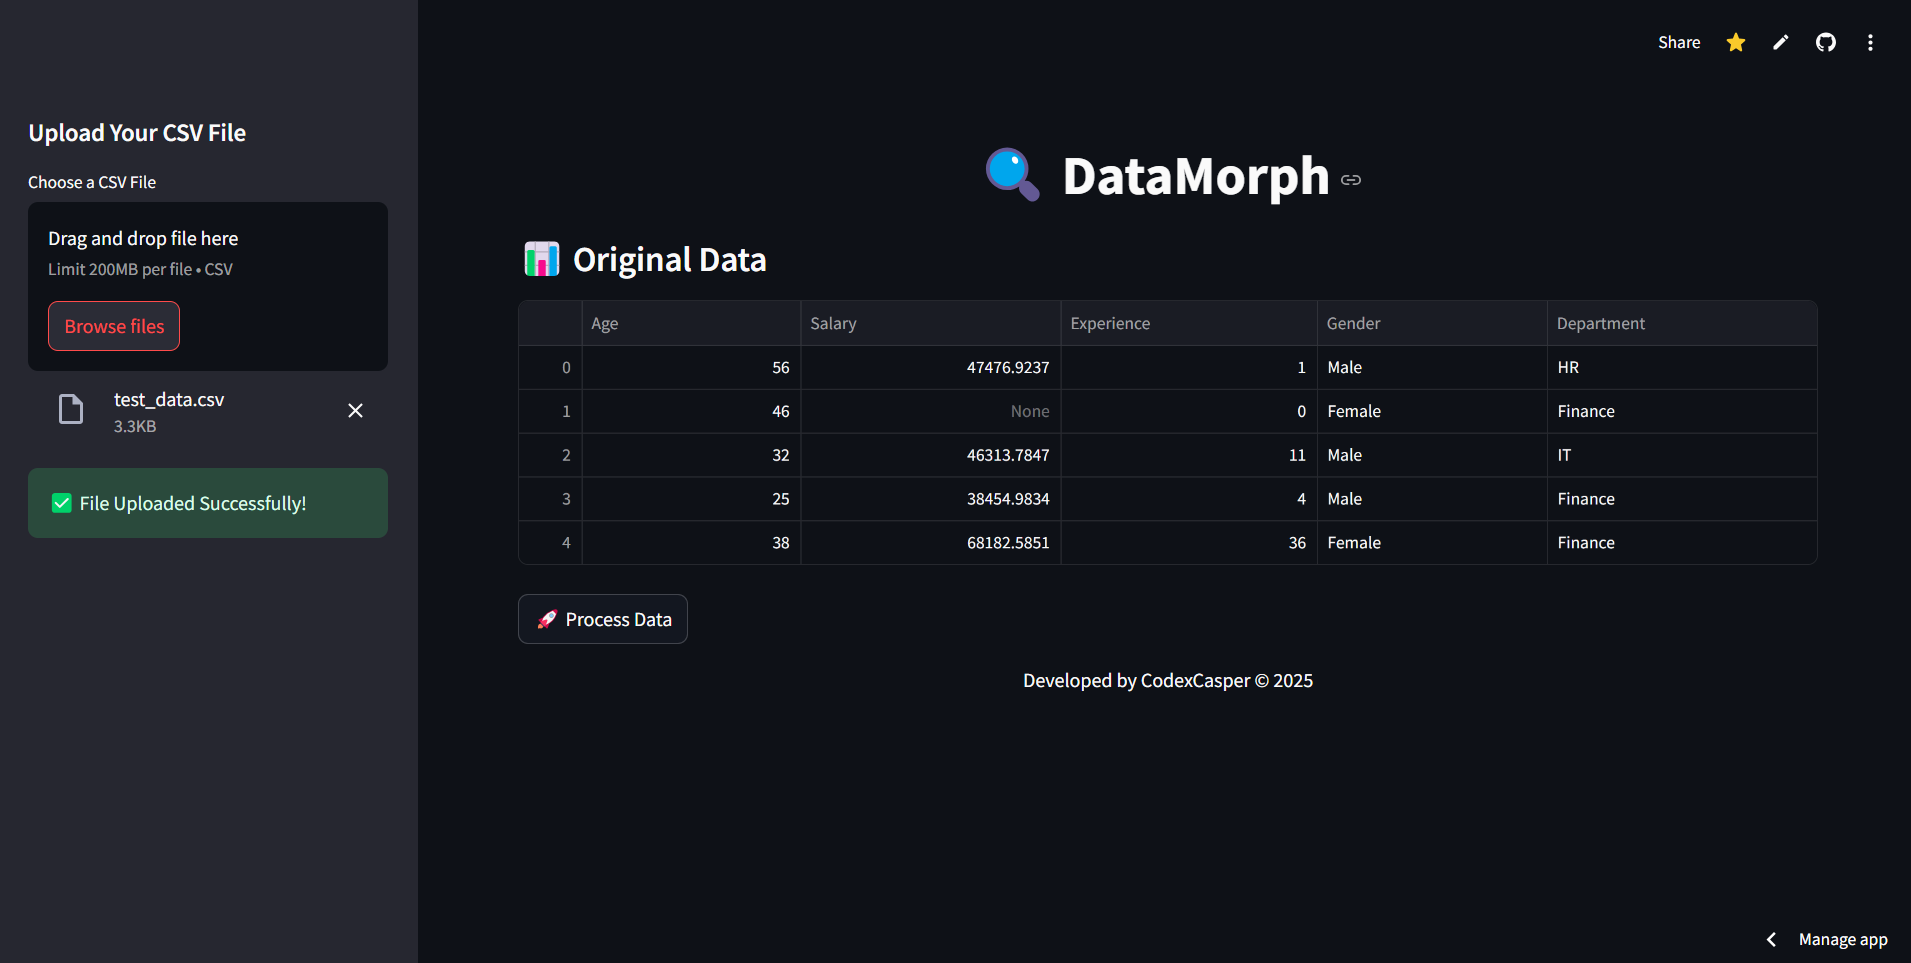 Share
Upload Your CSV File
Choose a CSV File
Drag and drop file here
Limit 200MB per file • CSV
Browse files
test_data.csv
3.3KB
✅ File Uploaded Successfully!
🔍 DataMorph
📊 Original Data
Age Salary Experience Gender Department
0 56 47476.9237 1 Male HR
1 46 None 0 Female Finance
2 32 46313.7847 11 Male IT
3 25 38454.9834 4 Male Finance
4 38 68182.5851 36 Female Finance
🚀 Process Data
Developed by CodexCasper © 2025
Manage app